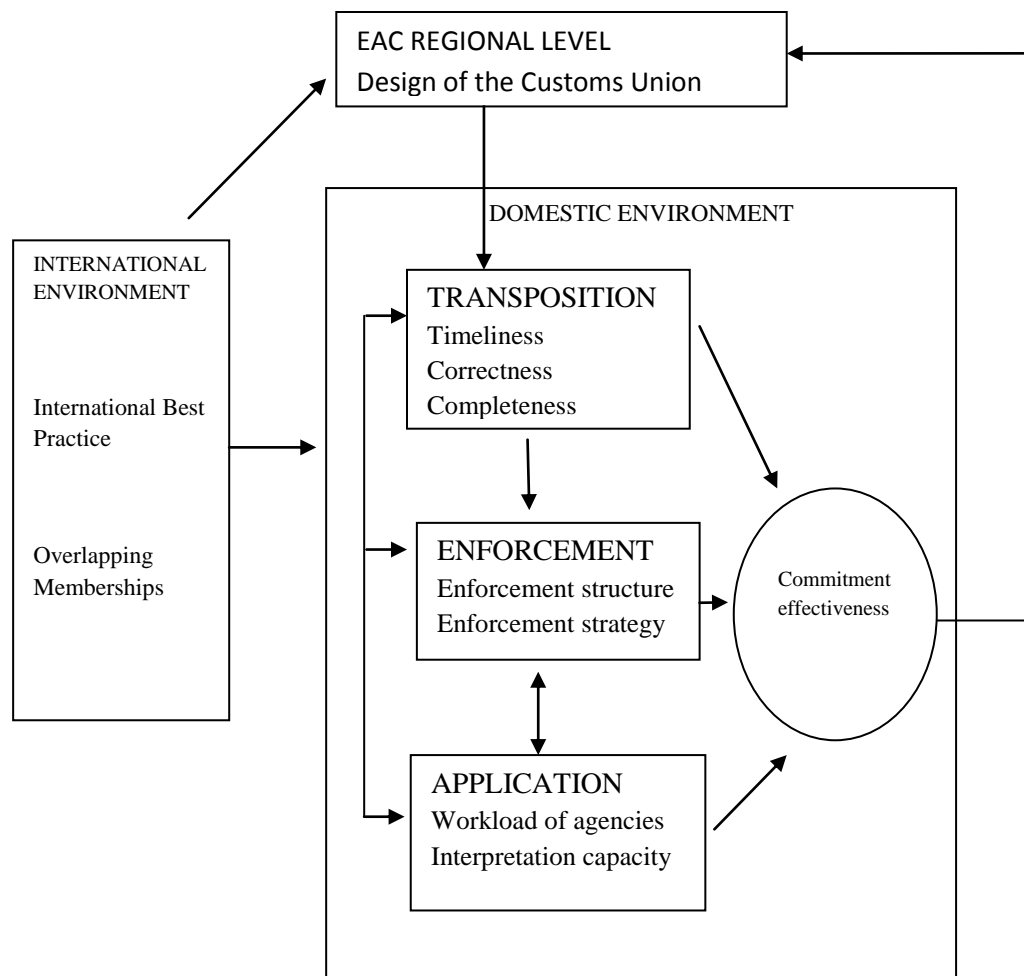 EAC REGIONAL LEVEL
Design of the Customs Union
DOMESTIC ENVIRONMENT
INTERNATIONAL
ENVIRONMENT
International Best
Practice
Overlapping
Memberships
TRANSPOSITION
Timeliness
Correctness
Completeness
ENFORCEMENT
Enforcement structure
Enforcement strategy
APPLICATION
Workload of agencies
Interpretation capacity
Commitment
effectiveness